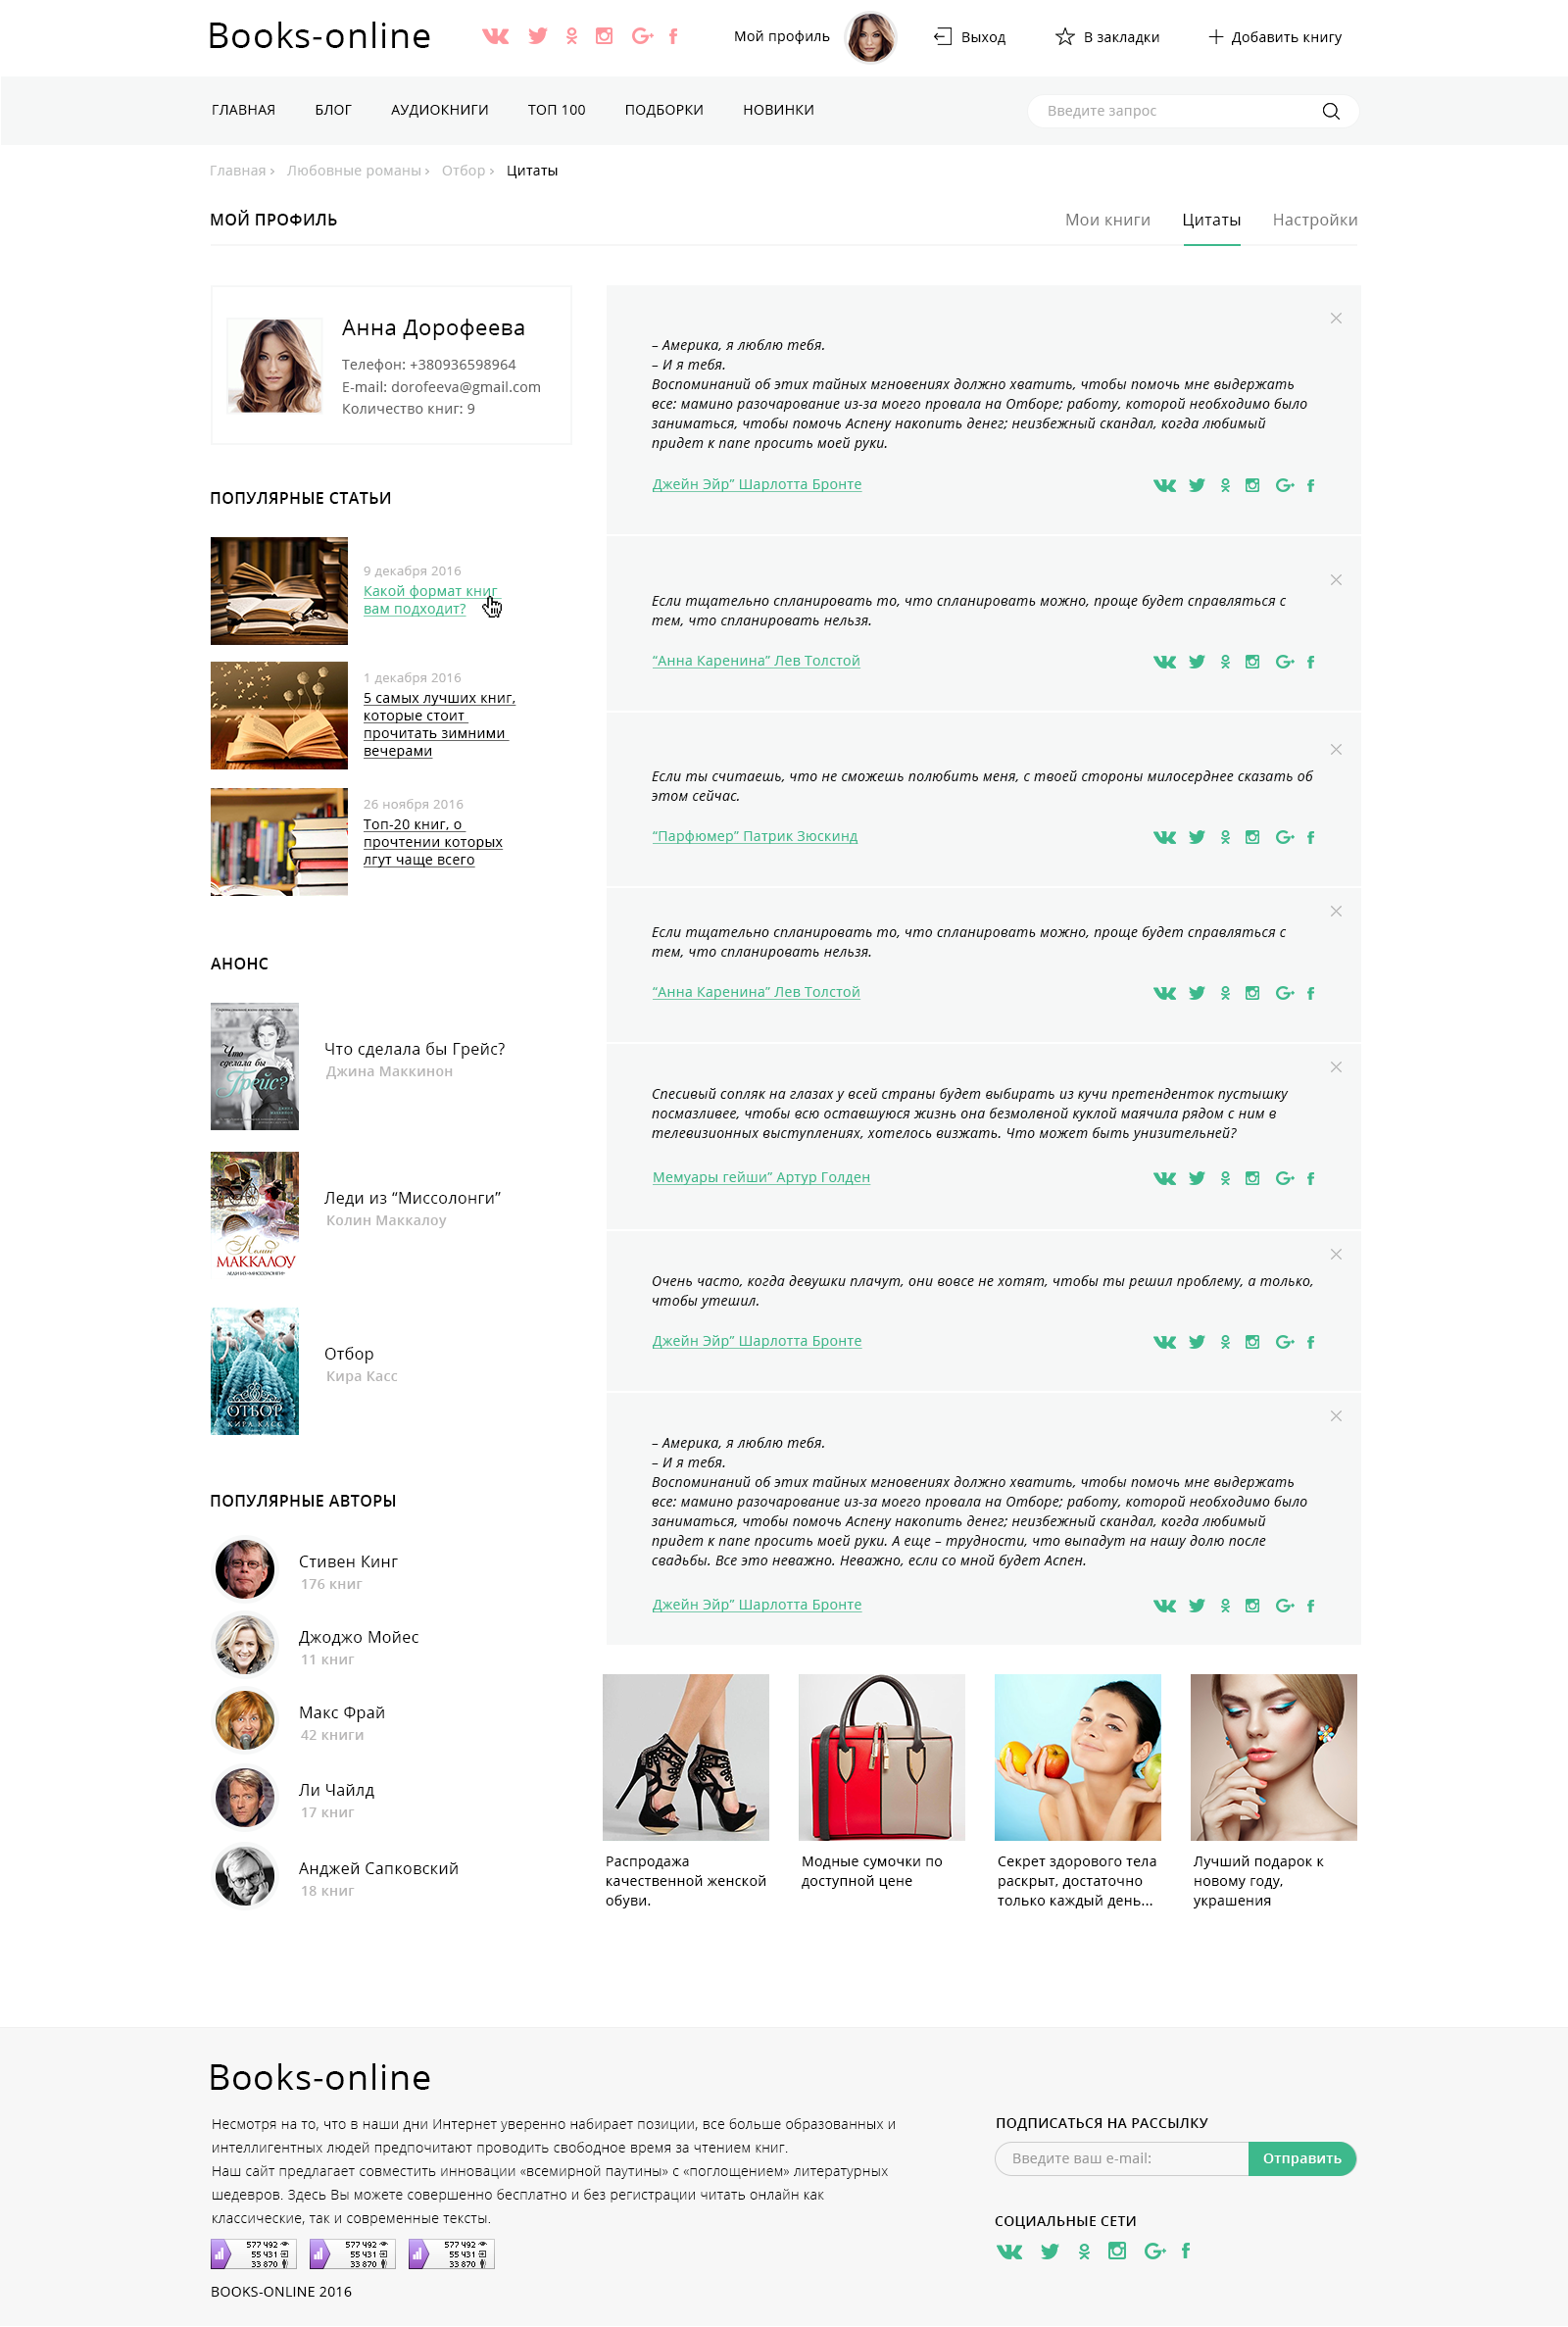 Books-online
Мой профиль
Выход
В закладки
Добавить книгу
ГЛАВНАЯ БЛОГ АУДИОКНИГИ ТОП 100 ПОДБОРКИ НОВИНКИ
Введите запрос
Главная › Любовные романы › Отбор › Цитаты
МОЙ ПРОФИЛЬ
Мои книги Цитаты Настройки
Анна Дорофеева
Телефон: +380936598964
E-mail: dorofeeva@gmail.com
Количество книг: 9
ПОПУЛЯРНЫЕ СТАТЬИ
9 декабря 2016
Какой формат книг
вам подходит?
1 декабря 2016
5 самых лучших книг,
которые стоит
прочитать зимними
вечерами
26 ноября 2016
Топ-20 книг, о
прочтении которых
лгут чаще всего
АНОНС
Что
сделала бы
Грейс?
Что сделала бы Грейс?
Джина Маккинон
Колин
МАККАЛОУ
Леди из “Миссолонги”
Колин Маккалоу
ОТБОР
КИРА КАСС
Отбор
Кира Касс
ПОПУЛЯРНЫЕ АВТОРЫ
Стивен Кинг
176 книг
Джоджо Мойес
11 книг
Макс Фрай
42 книги
Ли Чайлд
17 книг
Анджей Сапковский
18 книг
– Америка, я люблю тебя.
– И я тебя.
Воспоминаний об этих тайных мгновениях должно хватить, чтобы помочь мне выдержать
все: мамино разочарование из-за моего провала на Отборе; работу, которой необходимо было
заниматься, чтобы помочь Аспену накопить денег; неизбежный скандал, когда любимый
придет к папе просить моей руки.
Джейн Эйр” Шарлотта Бронте
Если тщательно спланировать то, что спланировать можно, проще будет справляться с
тем, что спланировать нельзя.
“Анна Каренина” Лев Толстой
Если ты считаешь, что не сможешь полюбить меня, с твоей стороны милосерднее сказать об
этом сейчас.
“Парфюмер” Патрик Зюскинд
Если тщательно спланировать то, что спланировать можно, проще будет справляться с
тем, что спланировать нельзя.
“Анна Каренина” Лев Толстой
Спесивый сопляк на глазах у всей страны будет выбирать из кучи претенденток пустышку
посмазливее, чтобы всю оставшуюся жизнь она безмолвной куклой маячила рядом с ним в
телевизионных выступлениях, хотелось визжать. Что может быть унизительней?
Мемуары гейши” Артур Голден
Очень часто, когда девушки плачут, они вовсе не хотят, чтобы ты решил проблему, а только,
чтобы утешил.
Джейн Эйр” Шарлотта Бронте
– Америка, я люблю тебя.
– И я тебя.
Воспоминаний об этих тайных мгновениях должно хватить, чтобы помочь мне выдержать
все: мамино разочарование из-за моего провала на Отборе; работу, которой необходимо было
заниматься, чтобы помочь Аспену накопить денег; неизбежный скандал, когда любимый
придет к папе просить моей руки. А еще – трудности, что выпадут на нашу долю после
свадьбы. Все это неважно. Неважно, если со мной будет Аспен.
Джейн Эйр” Шарлотта Бронте
Распродажа
качественной женской
обуви.
Модные сумочки по
доступной цене
Секрет здорового тела
раскрыт, достаточно
только каждый день...
Лучший подарок к
новому году,
украшения
Books-online
Несмотря на то, что в наши дни Интернет уверенно набирает позиции, все больше образованных и
интеллигентных людей предпочитают проводить свободное время за чтением книг.
Наш сайт предлагает совместить инновации «всемирной паутины» с «поглощением» литературных
шедевров. Здесь Вы можете совершенно бесплатно и без регистрации читать онлайн как
классические, так и современные тексты.
577 492 577 492 577 492
55 431 55 431 55 431
33 870 33 870 33 870
BOOKS-ONLINE 2016
ПОДПИСАТЬСЯ НА РАССЫЛКУ
Введите ваш e-mail:
Отправить
СОЦИАЛЬНЫЕ СЕТИ